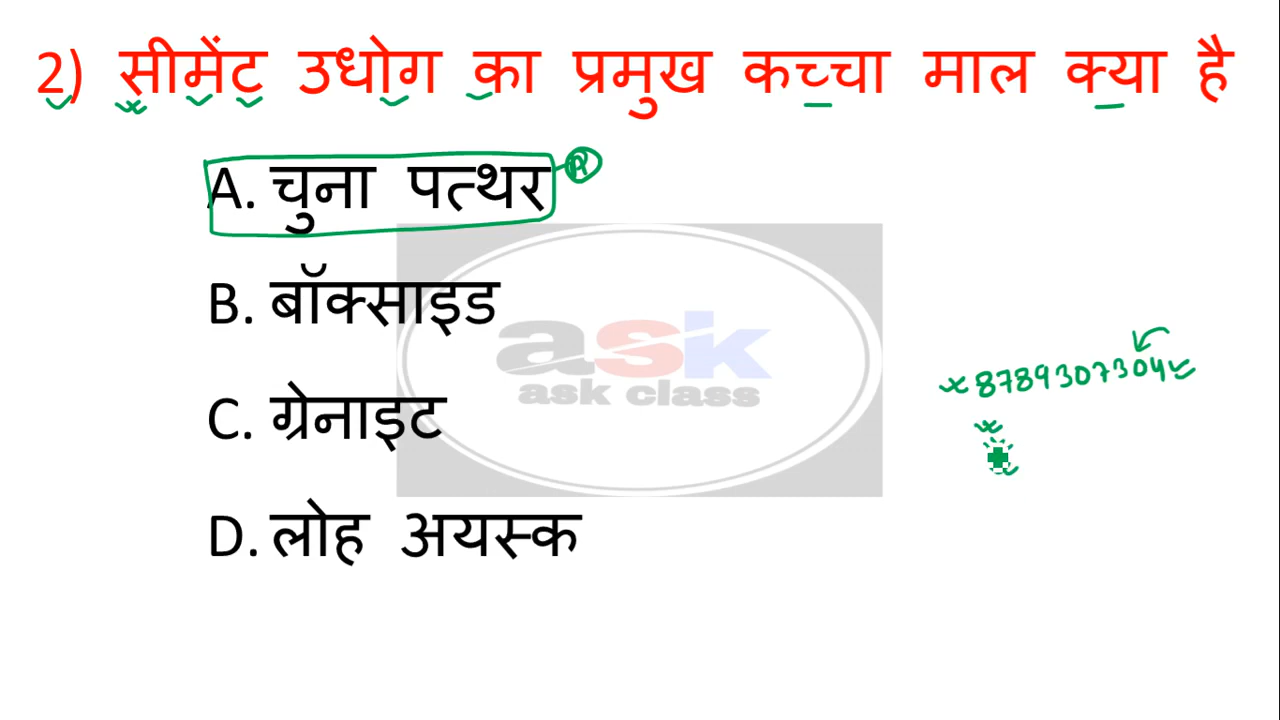 2) सीमेंट उधोग का प्रमुख कच्चा माल क्या है
A. चुना पत्थर
A
B. बॉक्साइड
ask
ask class
8789307304
C. ग्रेनाइट
D. लोह अयस्क